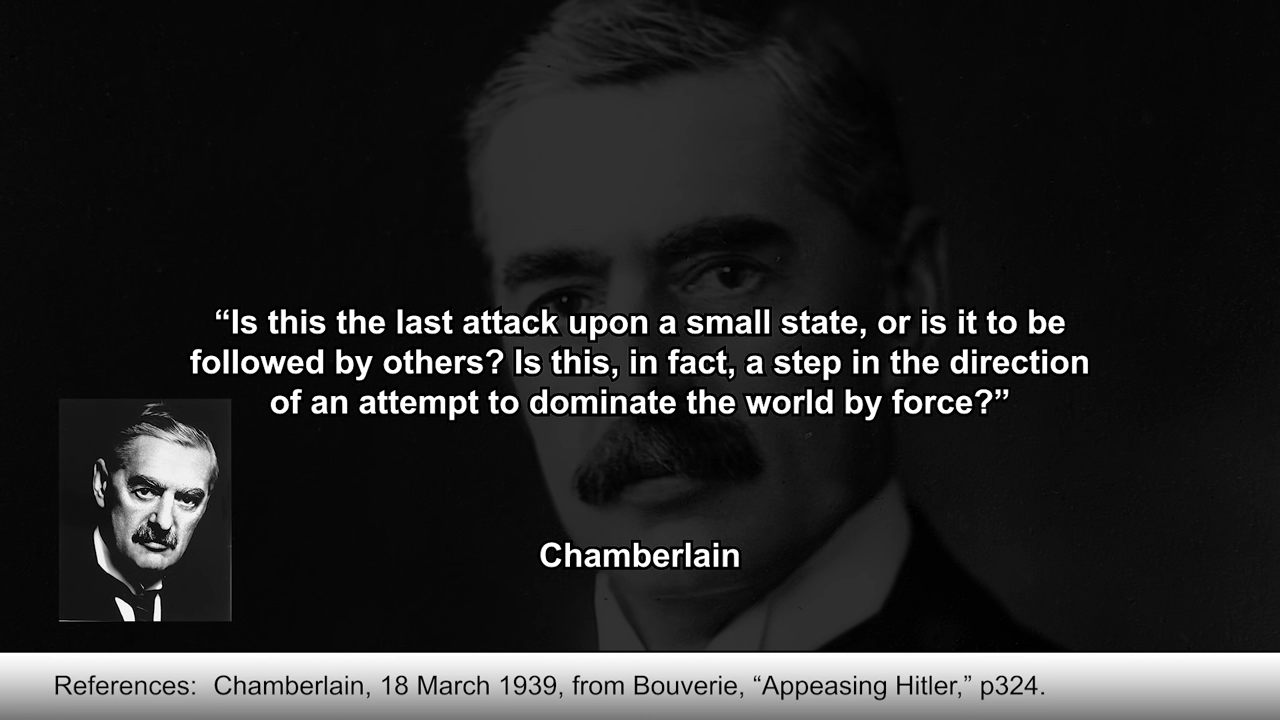 “Is this the last attack upon a small state, or is it to be
followed by others? Is this, in fact, a step in the direction
of an attempt to dominate the world by force?”
Chamberlain
References:  Chamberlain, 18 March 1939, from Bouverie, “Appeasing Hitler,” p324.